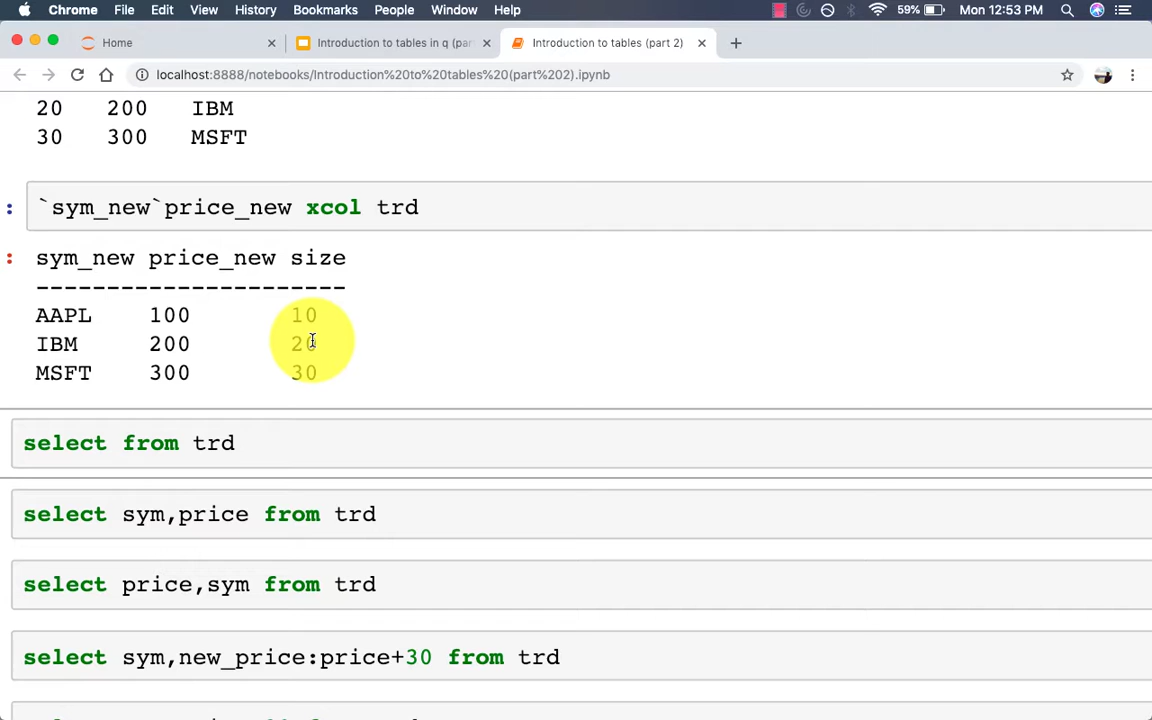 Chrome File Edit View History Bookmarks People Window Help 59% Mon 12:53 PM
Home Introduction to tables in q (par Introduction to tables (part 2)
localhost:8888/notebooks/Introduction%20to%20tables%20(part%202).ipynb
20 200 IBM
30 300 MSFT
: `sym_new`price_new xcol trd
: sym_new price_new size
----------------------
AAPL 100 10
IBM 200 20
MSFT 300 30
select from trd
select sym,price from trd
select price,sym from trd
select sym,new_price:price+30 from trd